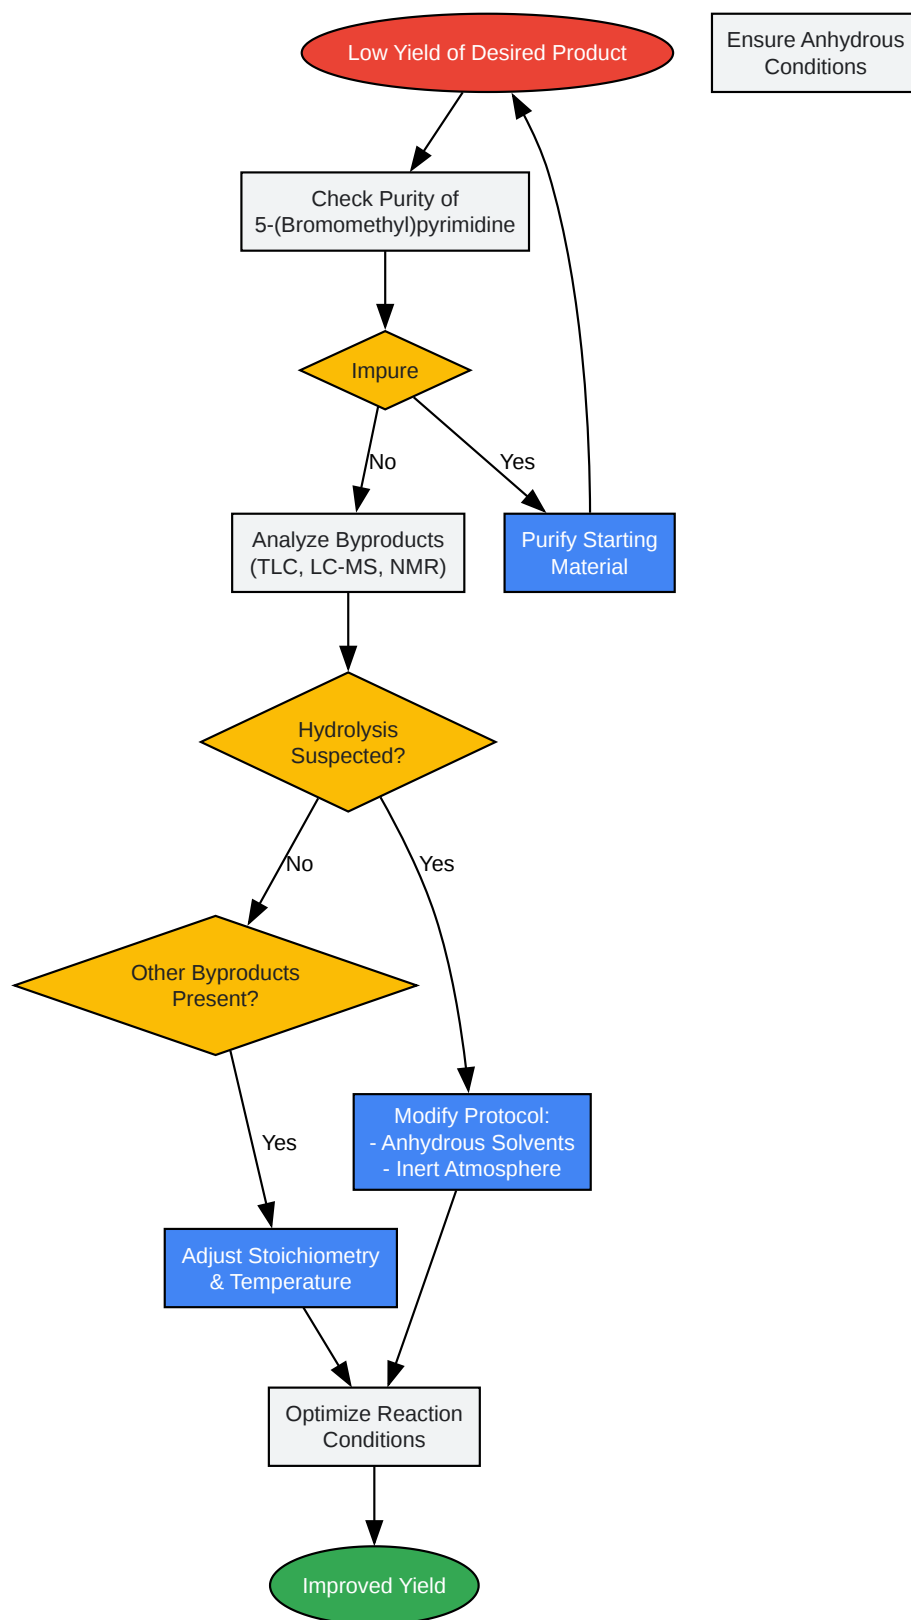 Low Yield of Desired Product
Ensure Anhydrous
Conditions
Check Purity of
5-(Bromomethyl)pyrimidine
Impure
No
Yes
Analyze Byproducts
(TLC, LC-MS, NMR)
Purify Starting
Material
Hydrolysis
Suspected?
No
Yes
Other Byproducts
Present?
Modify Protocol:
- Anhydrous Solvents
- Inert Atmosphere
Yes
Adjust Stoichiometry
& Temperature
Optimize Reaction
Conditions
Improved Yield